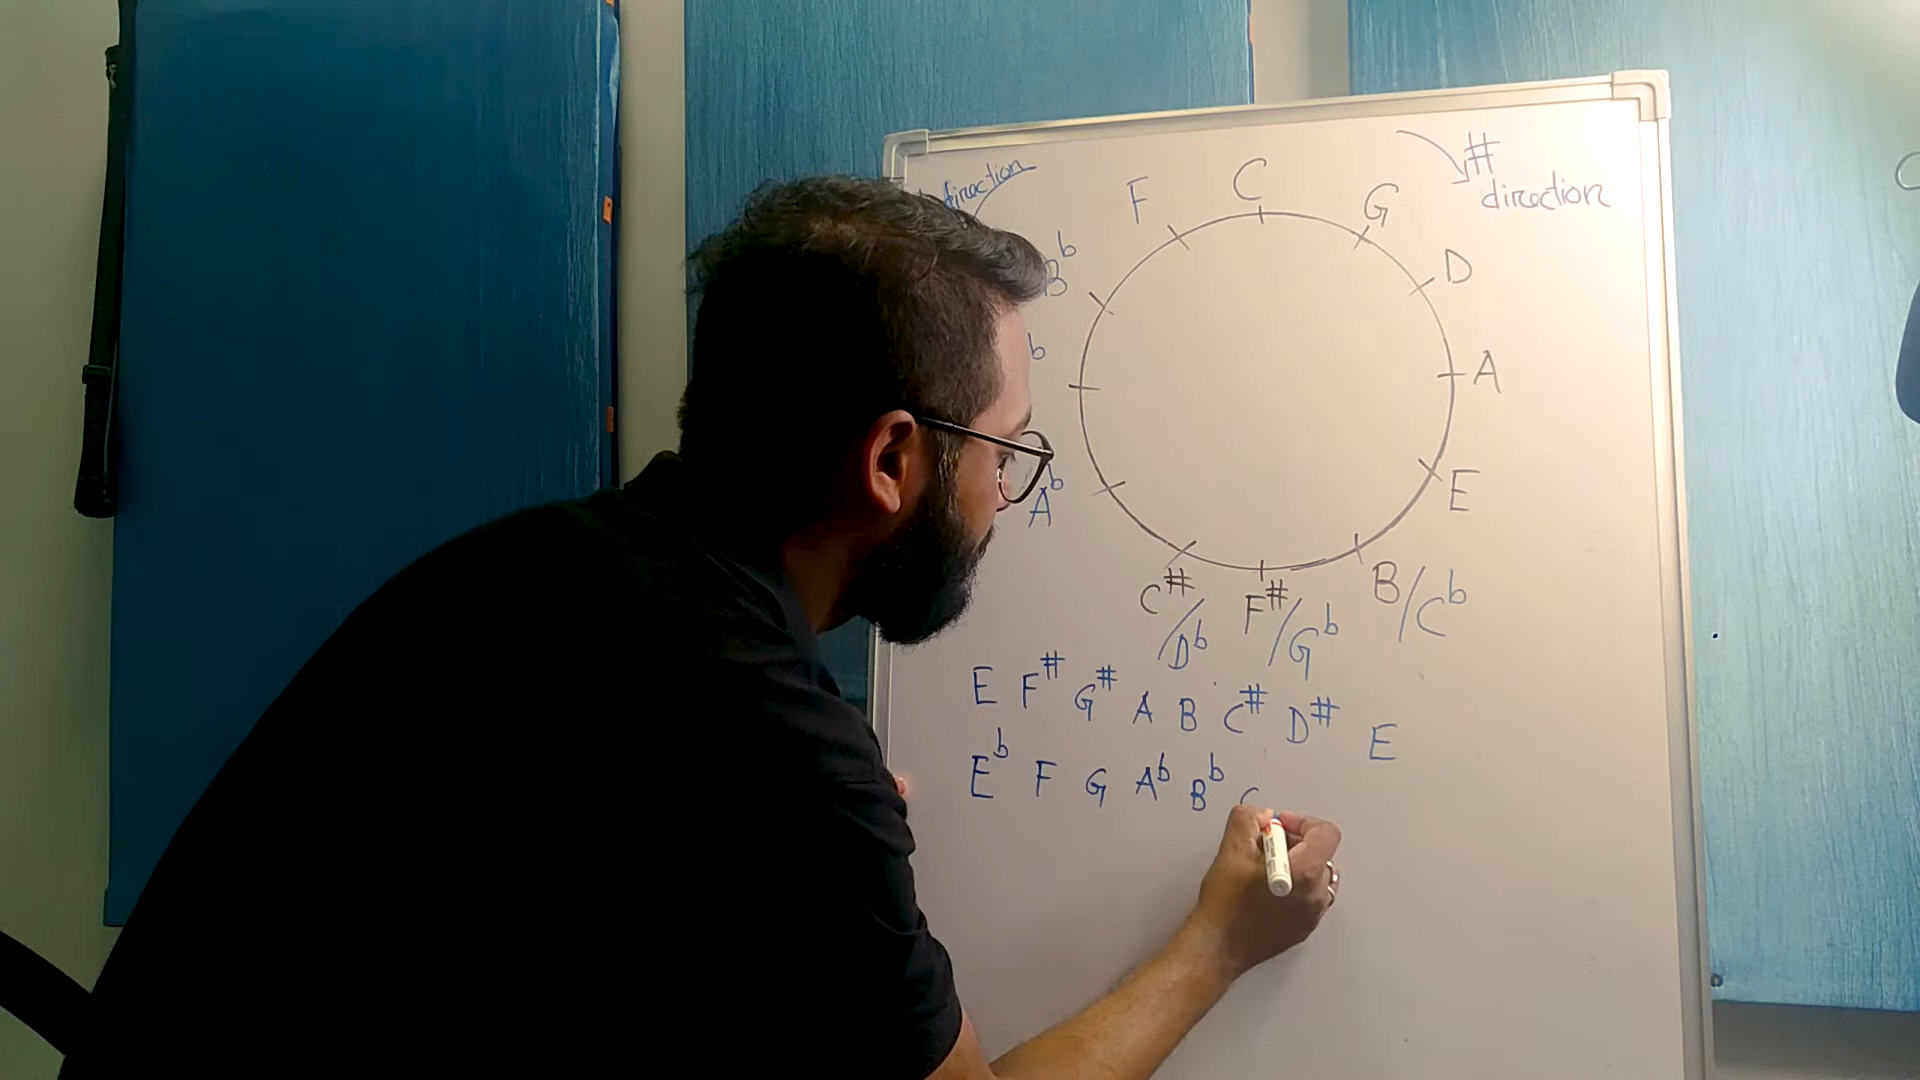 direction
#
direction
C
F
G
B♭
D
♭
A
A♭
E
C#/D♭
F#/G♭
B/C♭
E F# G# A B C# D# E
E♭ F G A♭ B♭ C